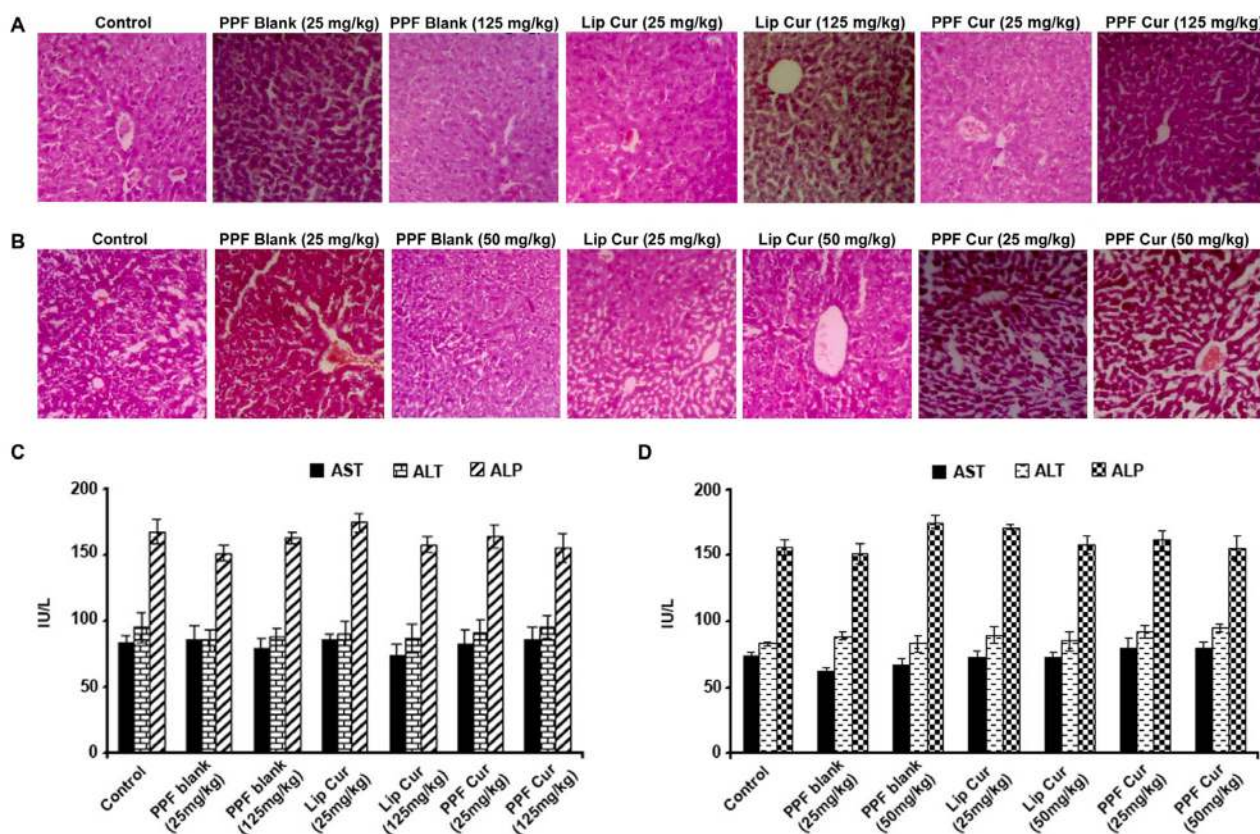 A
Control PPF Blank (25 mg/kg) PPF Blank (125 mg/kg) Lip Cur (25 mg/kg) Lip Cur (125 mg/kg) PPF Cur (25 mg/kg) PPF Cur (125 mg/kg)
B
Control PPF Blank (25 mg/kg) PPF Blank (50 mg/kg) Lip Cur (25 mg/kg) Lip Cur (50 mg/kg) PPF Cur (25 mg/kg) PPF Cur (50 mg/kg)
C
AST ALT ALP
200
150
100
50
0
IU/L
Control
PPF blank
(25mg/kg)
PPF blank
(125mg/kg)
Lip Cur
(25mg/kg)
Lip Cur
(125mg/kg)
PPF Cur
(25mg/kg)
PPF Cur
(125mg/kg)
D
AST ALT ALP
200
150
100
50
0
IU/L
Control
PPF blank
(25mg/kg)
PPF blank
(50mg/kg)
Lip Cur
(25mg/kg)
Lip Cur
(50mg/kg)
PPF Cur
(25mg/kg)
PPF Cur
(50mg/kg)